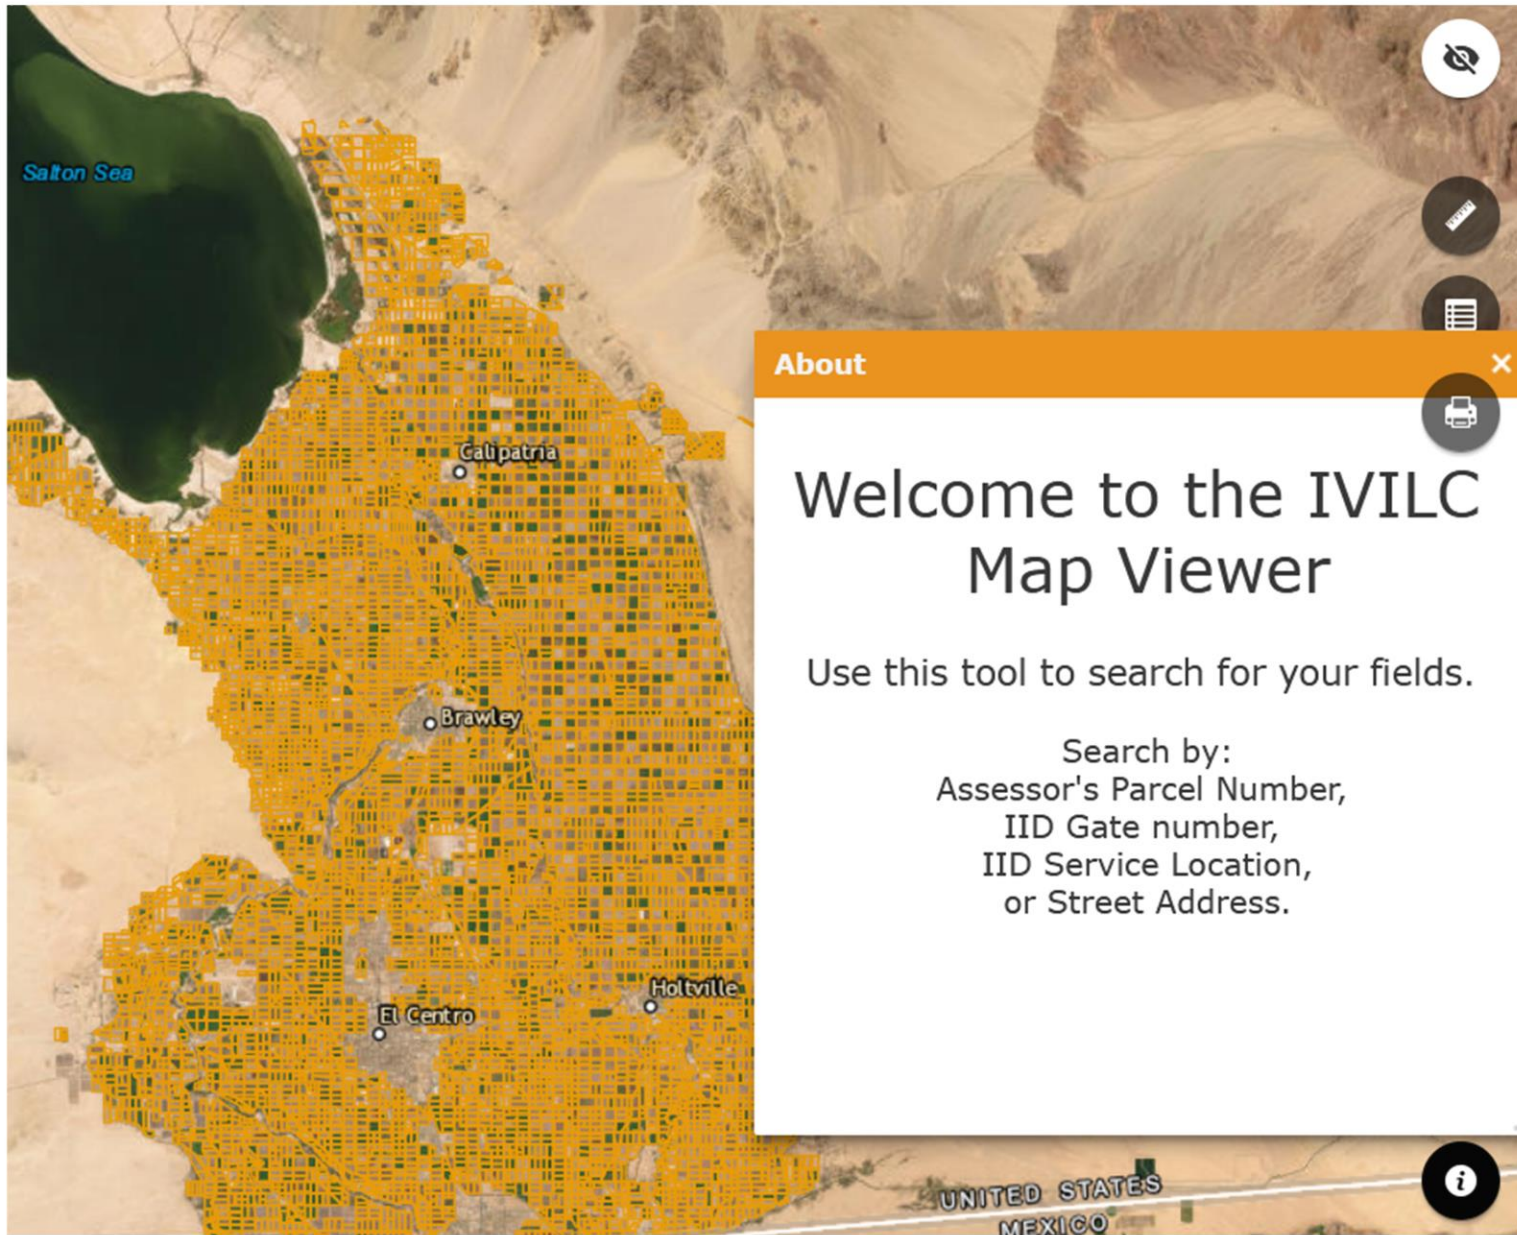 Salton Sea
About
Welcome to the IVILC
Map Viewer
Use this tool to search for your fields.
Search by:
Assessor's Parcel Number,
IID Gate number,
IID Service Location,
or Street Address.
Calipatria
Brawley
Holtville
El Centro
UNITED STATES
MEXICO